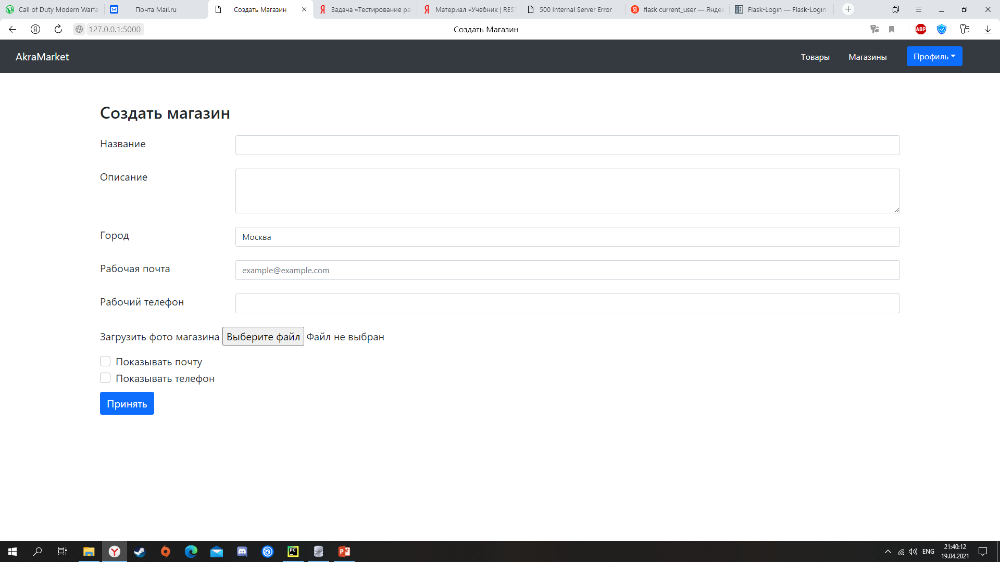 Call of Duty Modern Warfa
Почта Mail.ru
Создать Магазин
Задача «Тестирование ра
Материал «Учебник | RES
500 Internal Server Error
flask current_user — Яндек
Flask-Login — Flask-Login
127.0.0.1:5000
Создать Магазин
ABP
AkraMarket
Товары
Магазины
Профиль
Создать магазин
Название
Описание
Город
Москва
Рабочая почта
example@example.com
Рабочий телефон
Загрузить фото магазина Выберите файл Файл не выбран
Показывать почту
Показывать телефон
Принять
PC
ENG
21:40:12
19.04.2021